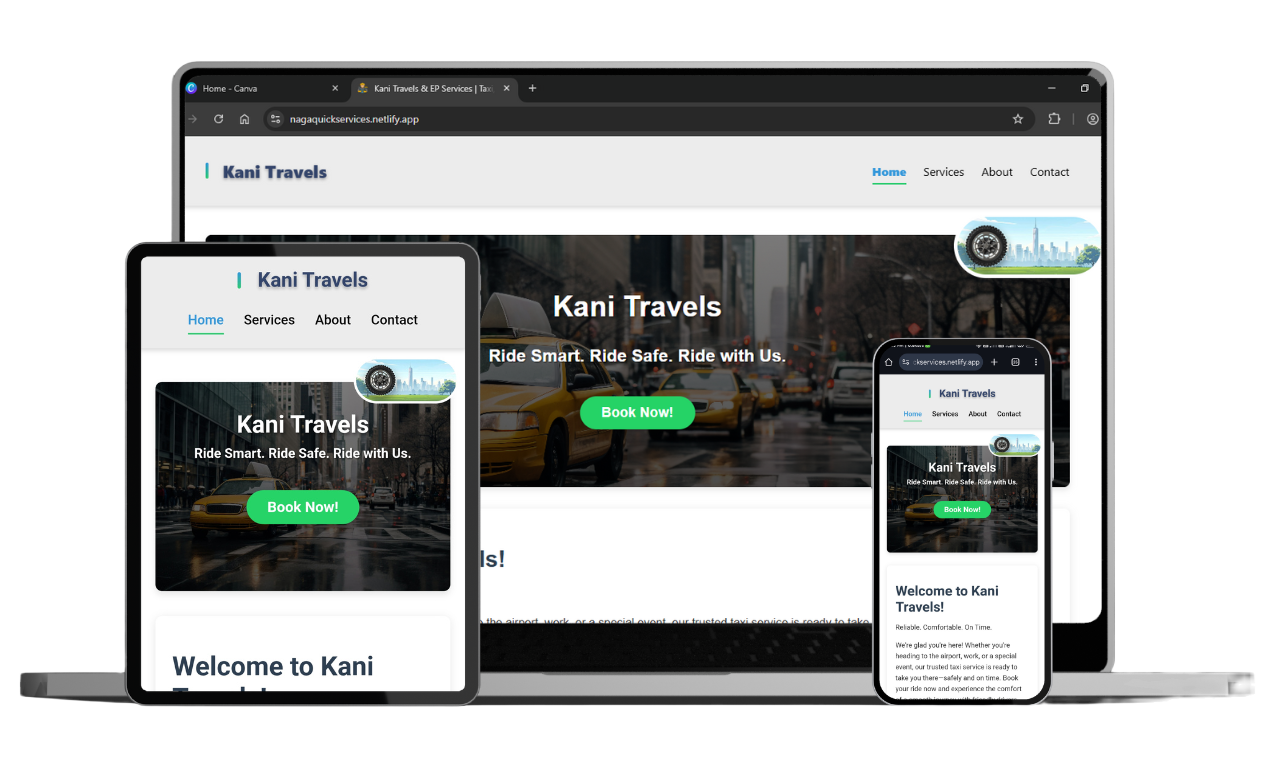 Home - Canva
Kani Travels & EP Services | Tax
nagaquickservices.netlify.app
Kani Travels
Home Services About Contact
Kani Travels
Ride Smart. Ride Safe. Ride with Us.
Book Now!
ls!
the airport, work, or a special event, our trusted taxi service is ready to take
Kani Travels
Home Services About Contact
Kani Travels
Ride Smart. Ride Safe. Ride with Us.
Book Now!
Welcome to Kani
Travels!
kservices.netlify.app
Kani Travels
Home Services About Contact
Kani Travels
Ride Smart. Ride Safe. Ride with Us.
Book Now!
Welcome to Kani
Travels!
Reliable. Comfortable. On Time.
We're glad you're here! Whether you're
heading to the airport, work, or a special
event, our trusted taxi service is ready to
take you there—safely and on time. Book
your ride now and experience the comfort